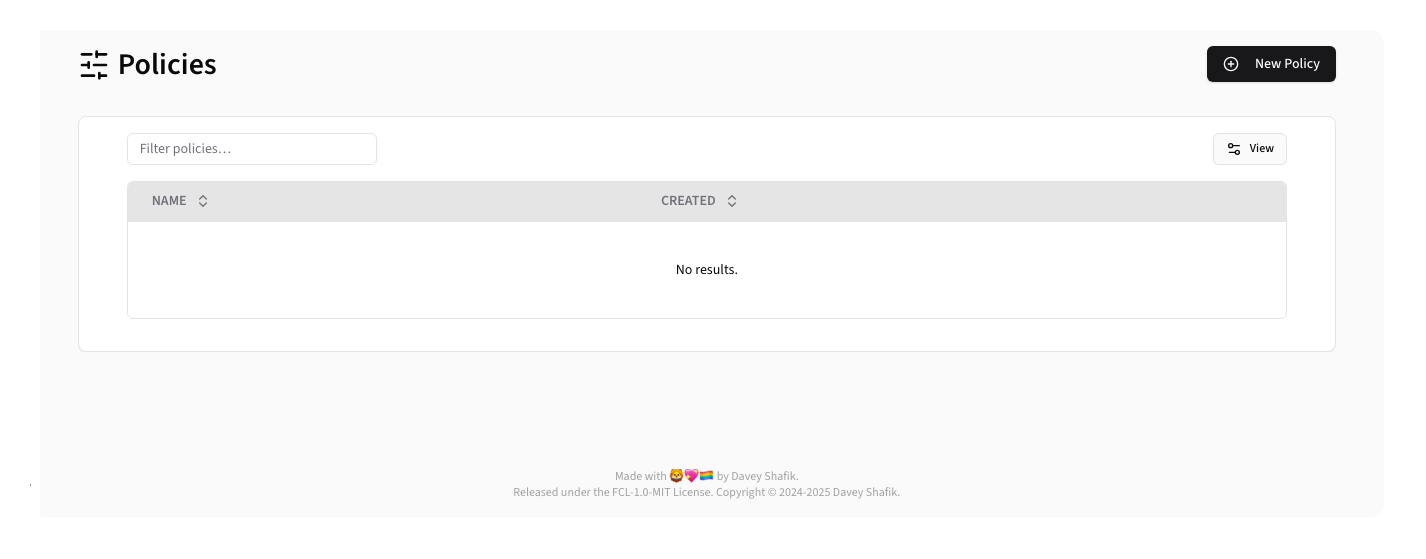 Policies
New Policy
Filter policies...
View
NAME
CREATED
No results.
Made with 🦁💖🏳️‍🌈 by Davey Shafik.
Released under the FCL-1.0-MIT License. Copyright © 2024-2025 Davey Shafik.